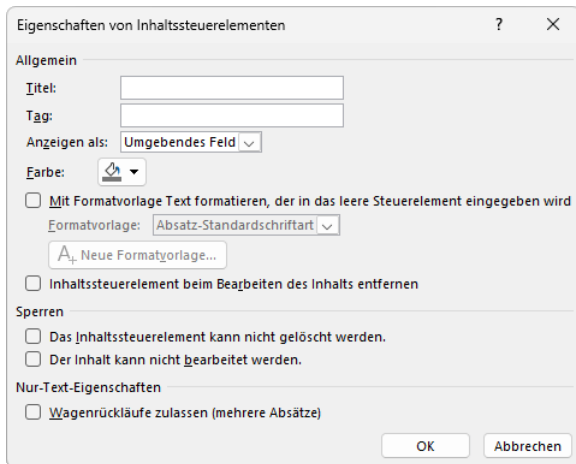 Eigenschaften von Inhaltssteuerelementen ?
Allgemein
Titel:
Tag:
Anzeigen als: Umgebendes Feld
Farbe:
Mit Formatvorlage Text formatieren, der in das leere Steuerelement eingegeben wird
Formatvorlage: Absatz-Standardschriftart
A+ Neue Formatvorlage...
Inhaltssteuerelement beim Bearbeiten des Inhalts entfernen
Sperren
Das Inhaltssteuerelement kann nicht gelöscht werden.
Der Inhalt kann nicht bearbeitet werden.
Nur-Text-Eigenschaften
Wagenrückläufe zulassen (mehrere Absätze)
OK Abbrechen